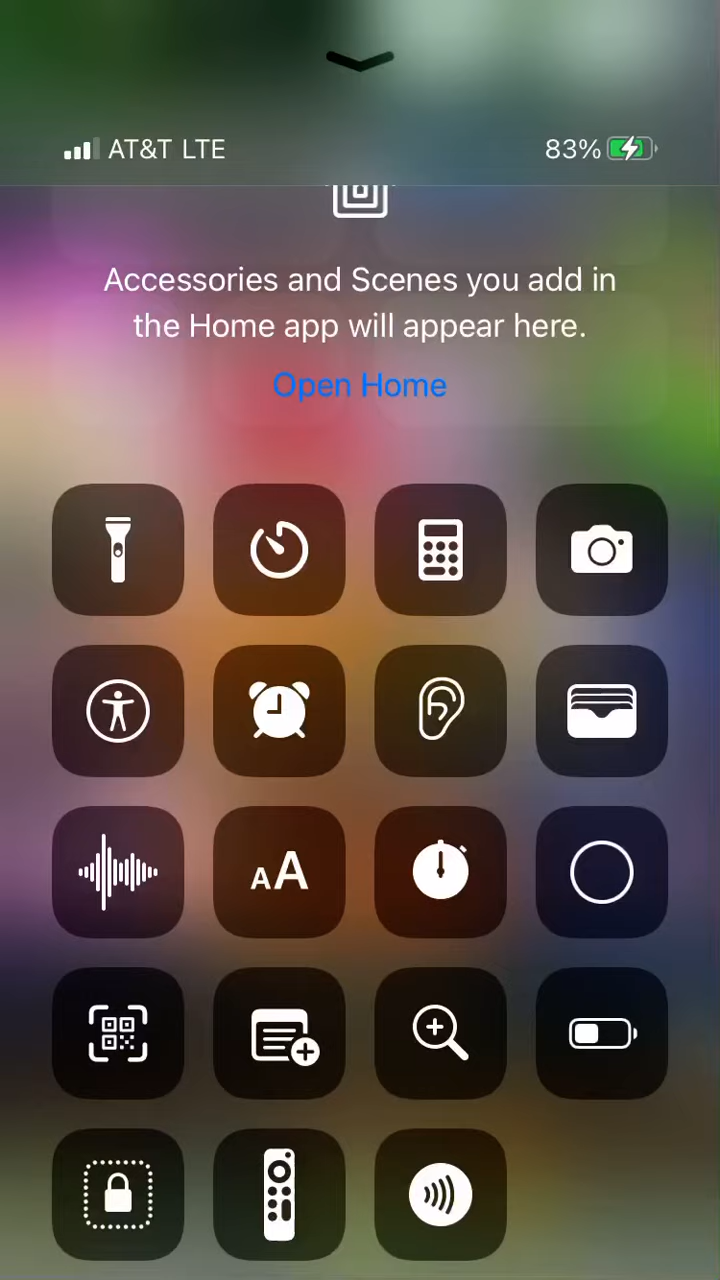 AT&T LTE
83%
Accessories and Scenes you add in
the Home app will appear here.
Open Home
AA